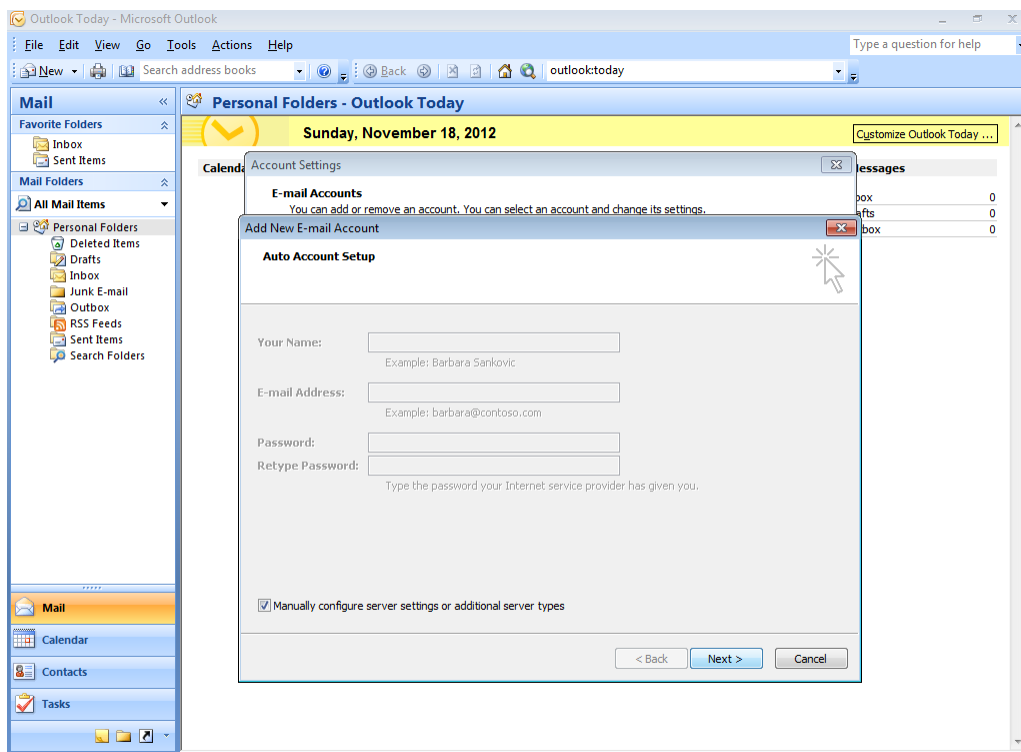 Outlook Today - Microsoft Outlook
File Edit View Go Tools Actions Help
Type a question for help
New Search address books Back outlook:today
Mail
Personal Folders - Outlook Today
Favorite Folders
Inbox
Sent Items
Mail Folders
All Mail Items
Personal Folders
Deleted Items
Drafts
Inbox
Junk E-mail
Outbox
RSS Feeds
Sent Items
Search Folders
Mail
Calendar
Contacts
Tasks
Sunday, November 18, 2012
Customize Outlook Today ...
Calenda
essages
box 0
afts 0
box 0
Account Settings
E-mail Accounts
You can add or remove an account. You can select an account and change its settings.
Add New E-mail Account
Auto Account Setup
Your Name:
Example: Barbara Sankovic
E-mail Address:
Example: barbara@contoso.com
Password:
Retype Password:
Type the password your Internet service provider has given you.
Manually configure server settings or additional server types
< Back Next > Cancel